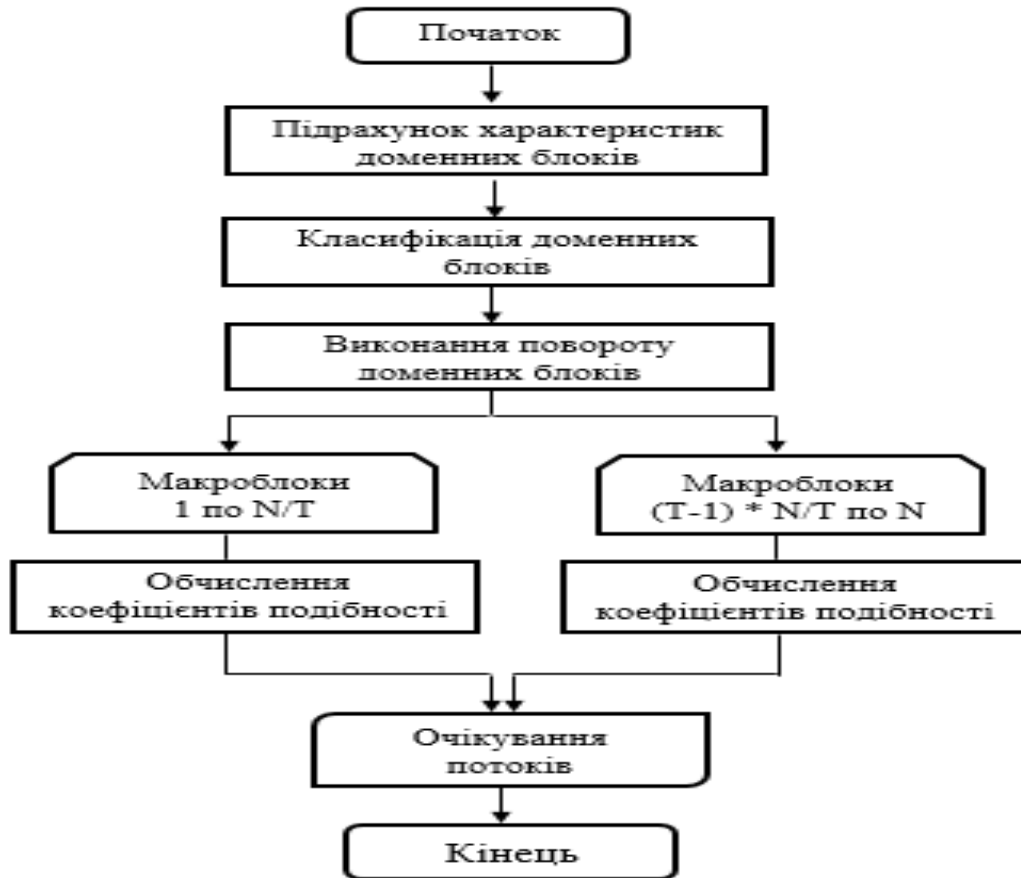 Початок
Підрахунок характеристик
доменних блоків
Класифікація доменних
блоків
Виконання повороту
доменних блоків
Макроблоки
1 по N/T
Макроблоки
(T-1) * N/T по N
Обчислення
коефіцієнтів подібності
Обчислення
коефіцієнтів подібності
Очікування
потоків
Кінець